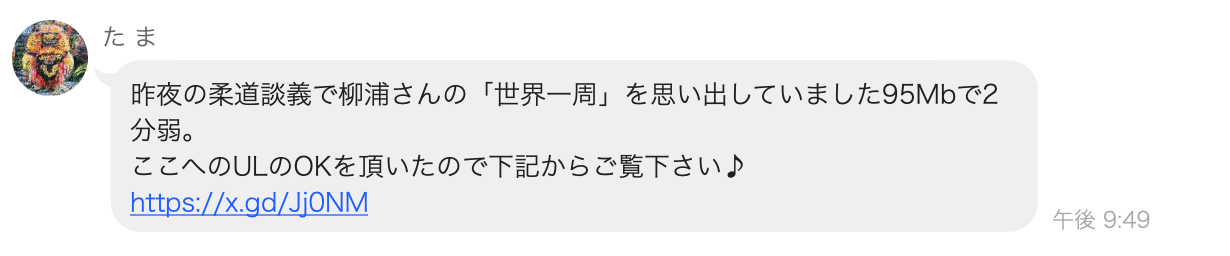 た ま
昨夜の柔道談義で柳浦さんの「世界一周」を思い出していました95Mbで2
分弱。
ここへのULのOKを頂いたので下記からご覧下さい♪
https://x.gd/Jj0NM
午後 9:49